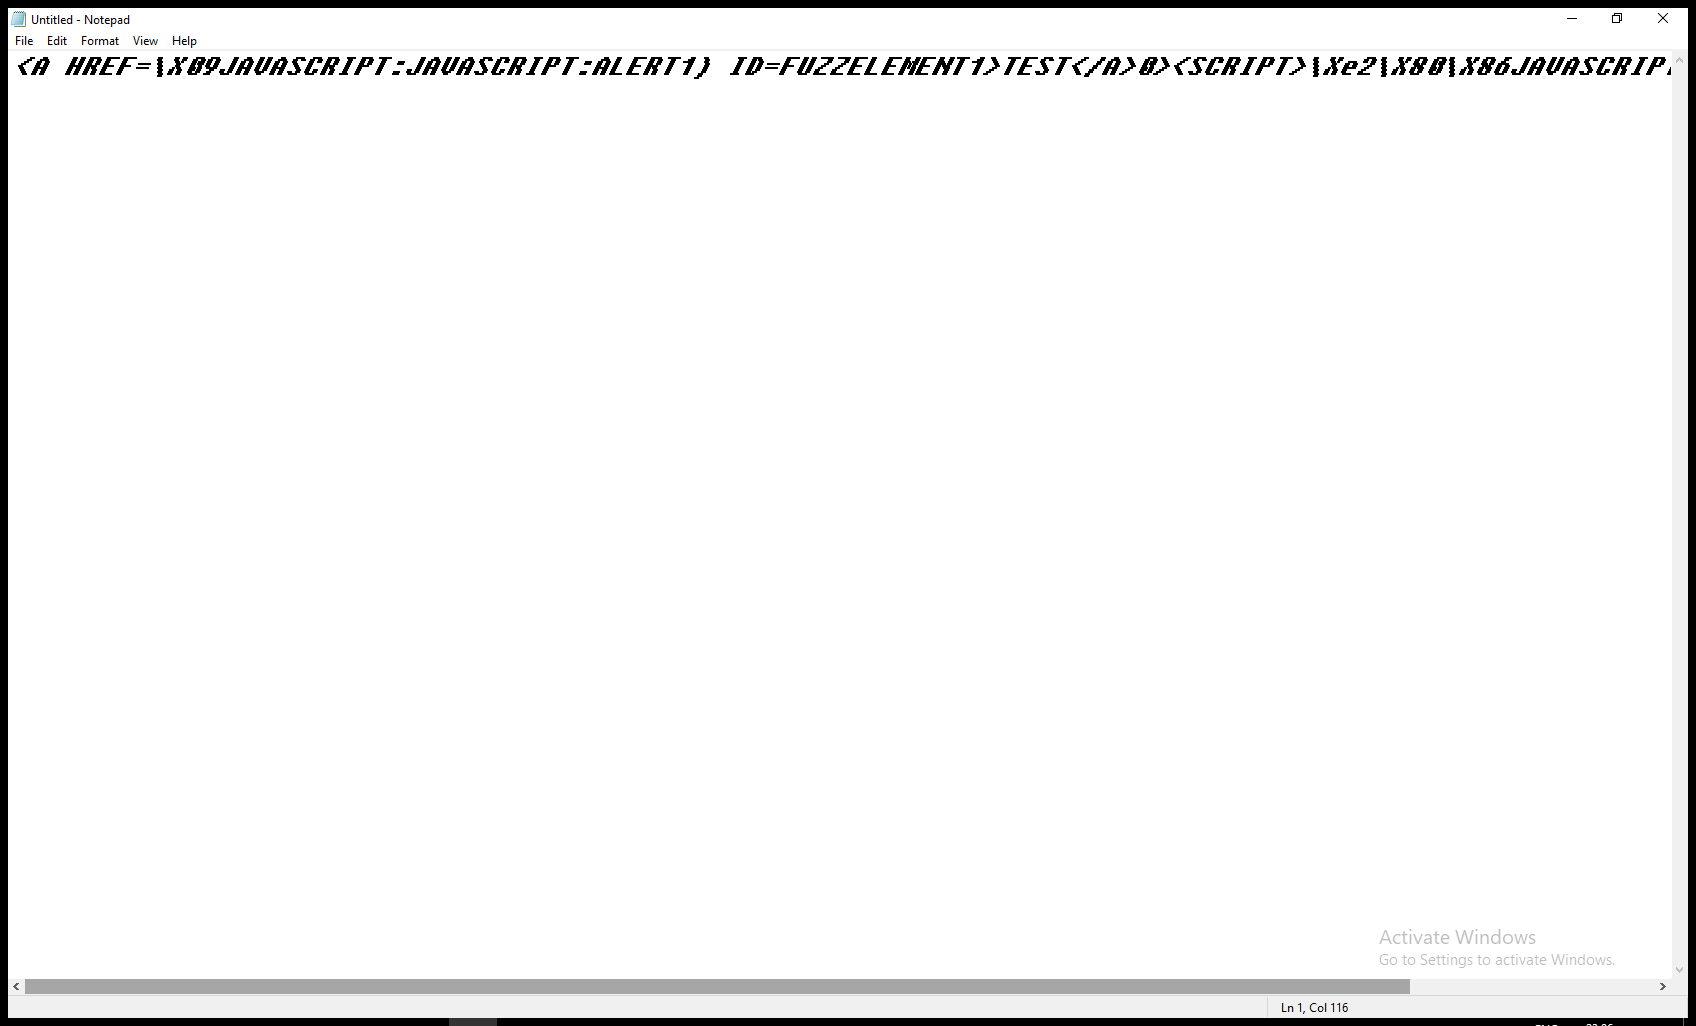 Untitled - Notepad
File Edit Format View Help
<A HREF=\X09JAVASCRIPT:JAVASCRIPT:ALERT1) ID=FUZZELEMENT1>TEST</A>0><SCRIPT>\Xe2\X80\X86JAVASCRIP
Activate Windows
Go to Settings to activate Windows.
Ln 1, Col 116